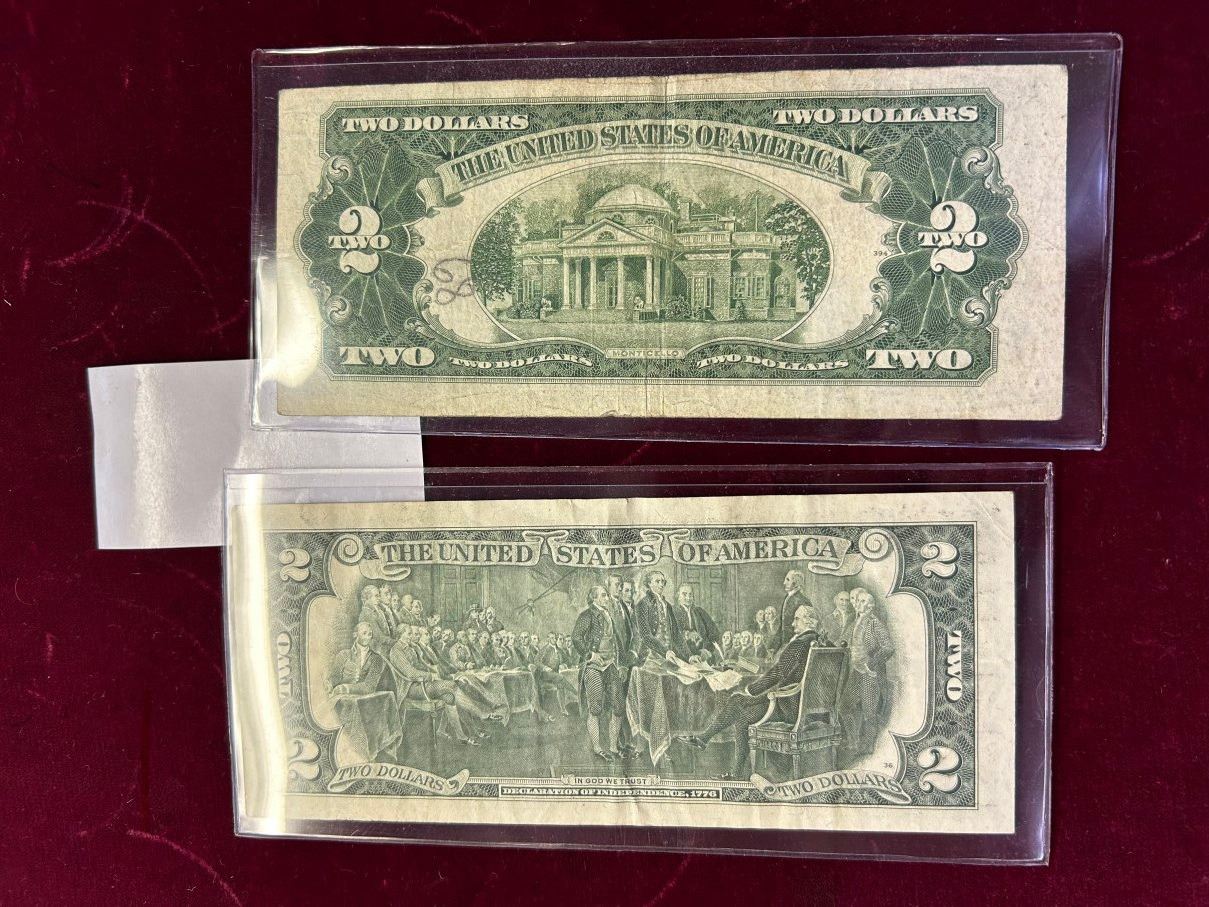 TWO DOLLARS TWO DOLLARS
THE UNITED STATES OF AMERICA
2 2
TWO TWO
394
TWO TWO DOLLARS MONTICELLO TWO DOLLARS TWO
THE UNITED STATES OF AMERICA
2 2
TWO TWO
2 2
36
TWO DOLLARS IN GOD WE TRUST TWO DOLLARS
DECLARATION OF INDEPENDENCE, 1776